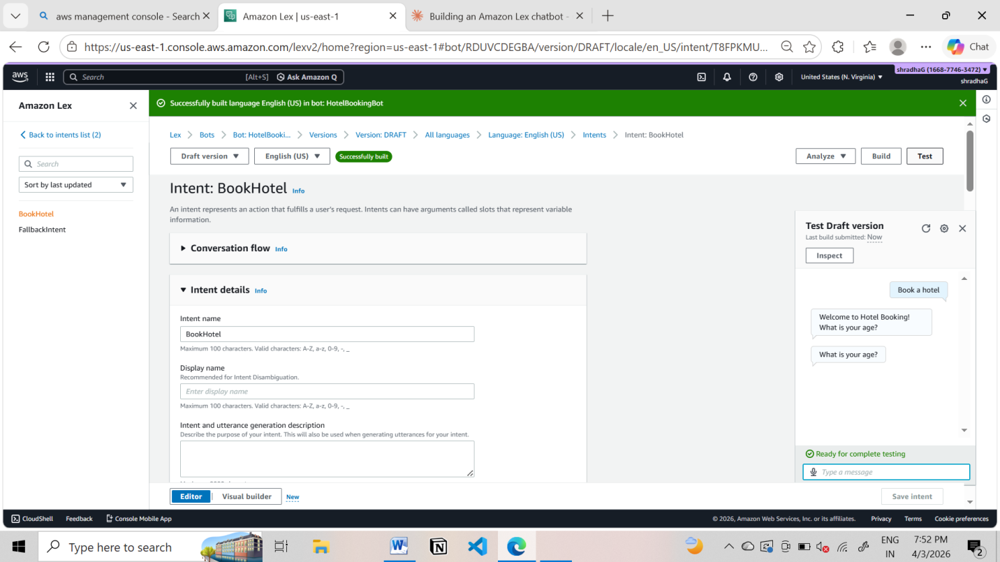 aws management console - Search
Amazon Lex | us-east-1
Building an Amazon Lex chatbot -
https://us-east-1.console.aws.amazon.com/lexv2/home?region=us-east-1#bot/RDUVCDEGBA/version/DRAFT/locale/en_US/intent/T8FPKMU...
Chat
aws
Search
[Alt+S]
Ask Amazon Q
United States (N. Virginia)
shradhaG (1668-7746-3472)
shradhaG
Amazon Lex
Successfully built language English (US) in bot: HotelBookingBot
Back to intents list (2)
Search
Sort by last updated
BookHotel
FallbackIntent
Lex
Bots
Bot: HotelBooki...
Versions
Version: DRAFT
All languages
Language: English (US)
Intents
Intent: BookHotel
Draft version
English (US)
Successfully built
Analyze
Build
Test
Intent: BookHotel Info
An intent represents an action that fulfills a user's request. Intents can have arguments called slots that represent variable
information.
Conversation flow Info
Intent details Info
Intent name
BookHotel
Maximum 100 characters. Valid characters: A-Z, a-z, 0-9, -, _
Display name
Recommended for Intent Disambiguation.
Enter display name
Maximum 100 characters. Valid characters: A-Z, a-z, 0-9, -, _
Intent and utterance generation description
Describe the purpose of your intent. This will also be used when generating utterances for your intent.
Editor
Visual builder
New
Save intent
Test Draft version
Last build submitted: Now
Inspect
Book a hotel
Welcome to Hotel Booking!
What is your age?
What is your age?
Ready for complete testing
Type a message
CloudShell
Feedback
Console Mobile App
© 2026, Amazon Web Services, Inc. or its affiliates.
Privacy
Terms
Cookie preferences
Type here to search
ENG
IN
7:52 PM
4/3/2026
2